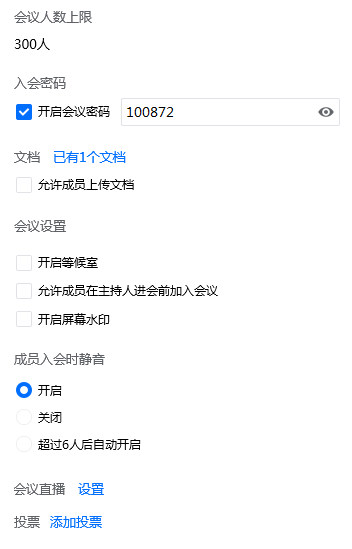 会议人数上限
300人
入会密码
开启会议密码 100872
文档 已有1个文档
允许成员上传文档
会议设置
开启等候室
允许成员在主持人进会前加入会议
开启屏幕水印
成员入会时静音
开启
关闭
超过6人后自动开启
会议直播 设置
投票 添加投票